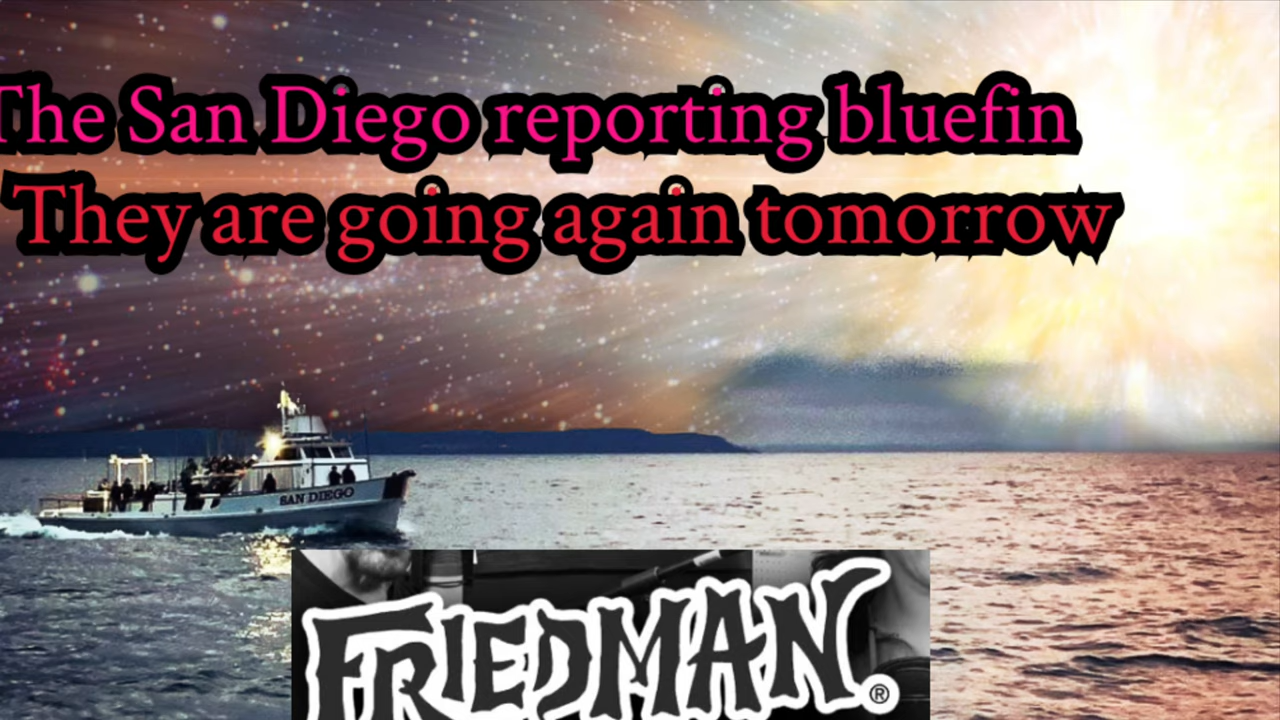 The San Diego reporting bluefin
They are going again tomorrow
SAN DIEGO
FRIEDMAN®